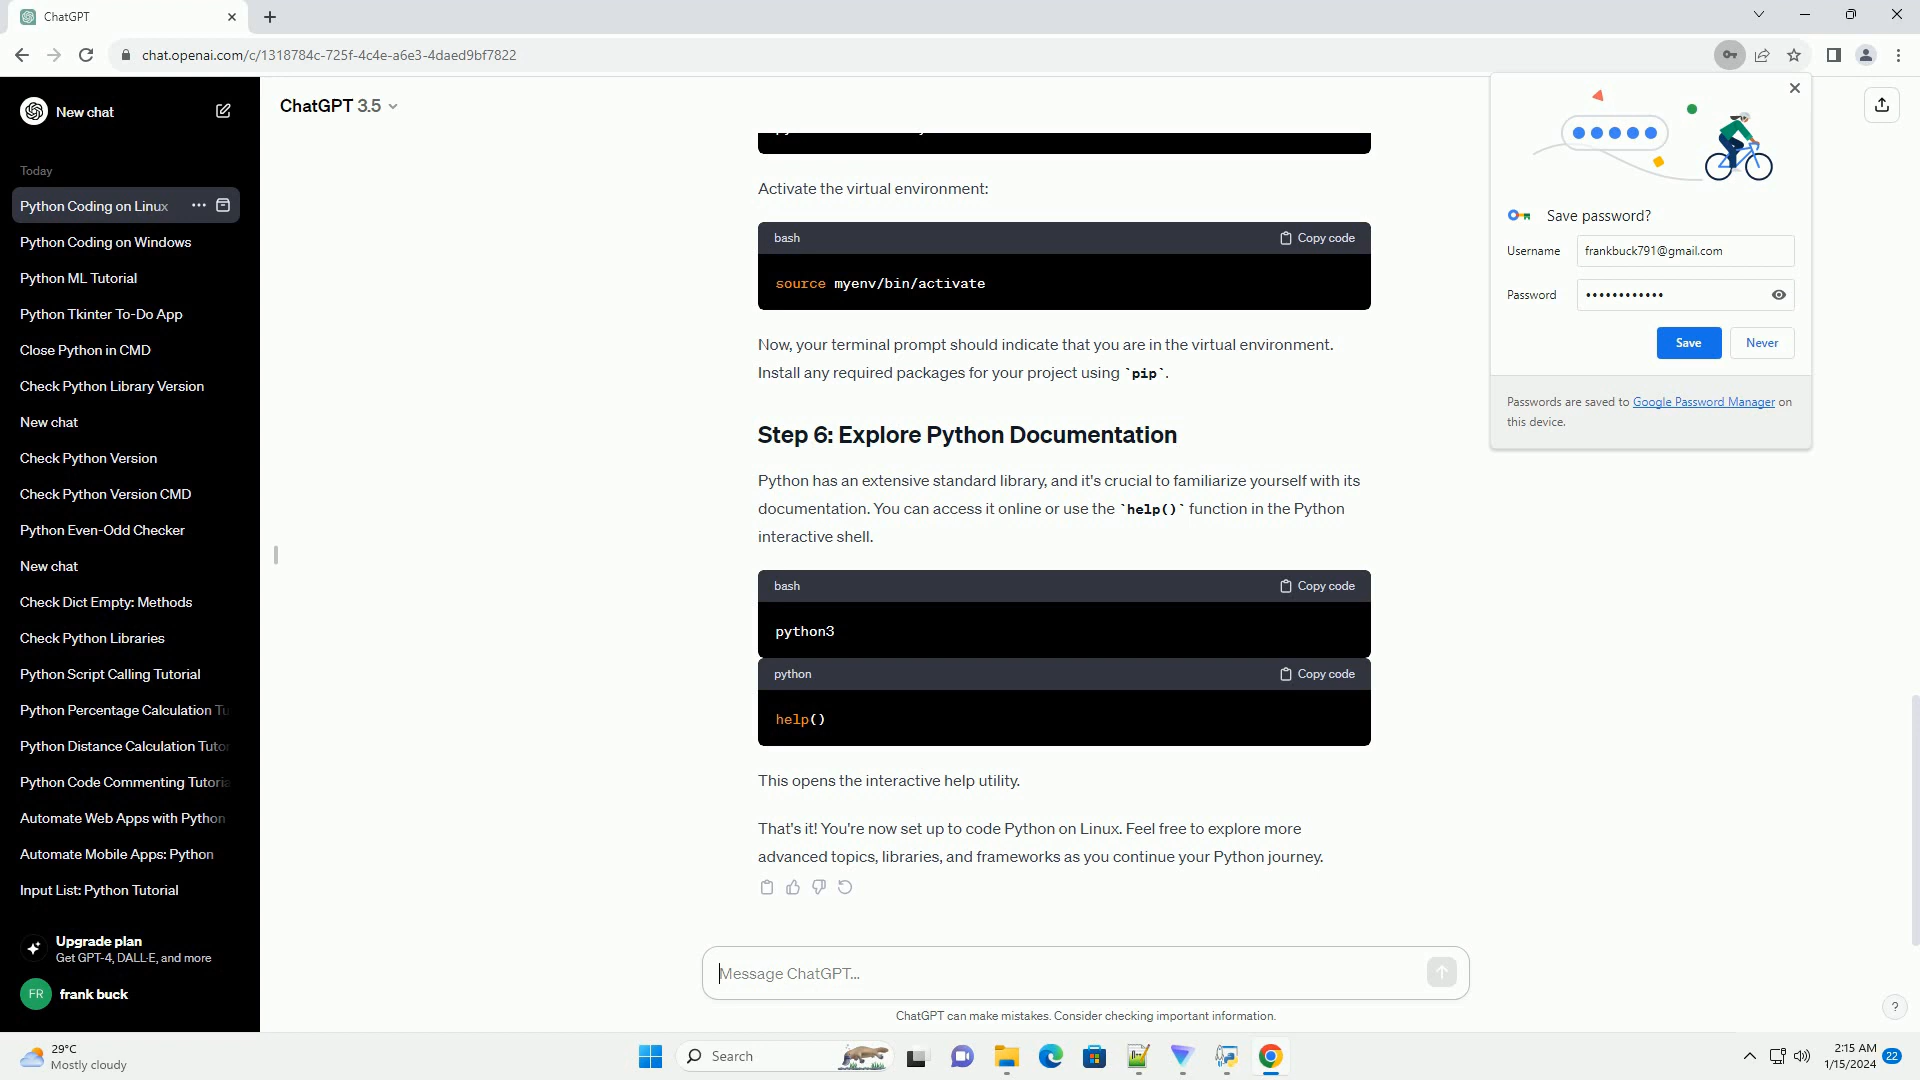 ChatGPT
chat.openai.com/c/1318784c-725f-4c4e-a6e3-4daed9bf7822
New chat
Today
Python Coding on Linux
Python Coding on Windows
Python ML Tutorial
Python Tkinter To-Do App
Close Python in CMD
Check Python Library Version
New chat
Check Python Version
Check Python Version CMD
Python Even-Odd Checker
New chat
Check Dict Empty: Methods
Check Python Libraries
Python Script Calling Tutorial
Python Percentage Calculation Tu
Python Distance Calculation Tutor
Python Code Commenting Tutoria
Automate Web Apps with Python
Automate Mobile Apps: Python
Input List: Python Tutorial
Upgrade plan
Get GPT-4, DALL·E, and more
FR frank buck
ChatGPT 3.5
Activate the virtual environment:
bash Copy code
source myenv/bin/activate
Now, your terminal prompt should indicate that you are in the virtual environment.
Install any required packages for your project using `pip`.
Step 6: Explore Python Documentation
Python has an extensive standard library, and it's crucial to familiarize yourself with its
documentation. You can access it online or use the `help()` function in the Python
interactive shell.
bash Copy code
python3
python Copy code
help()
This opens the interactive help utility.
That's it! You're now set up to code Python on Linux. Feel free to explore more
advanced topics, libraries, and frameworks as you continue your Python journey.
Message ChatGPT...
ChatGPT can make mistakes. Consider checking important information.
?
Save password?
Username frankbuck791@gmail.com
Password ••••••••••••
Save Never
Passwords are saved to Google Password Manager on
this device.
29°C
Mostly cloudy
Search
2:15 AM
1/15/2024
22